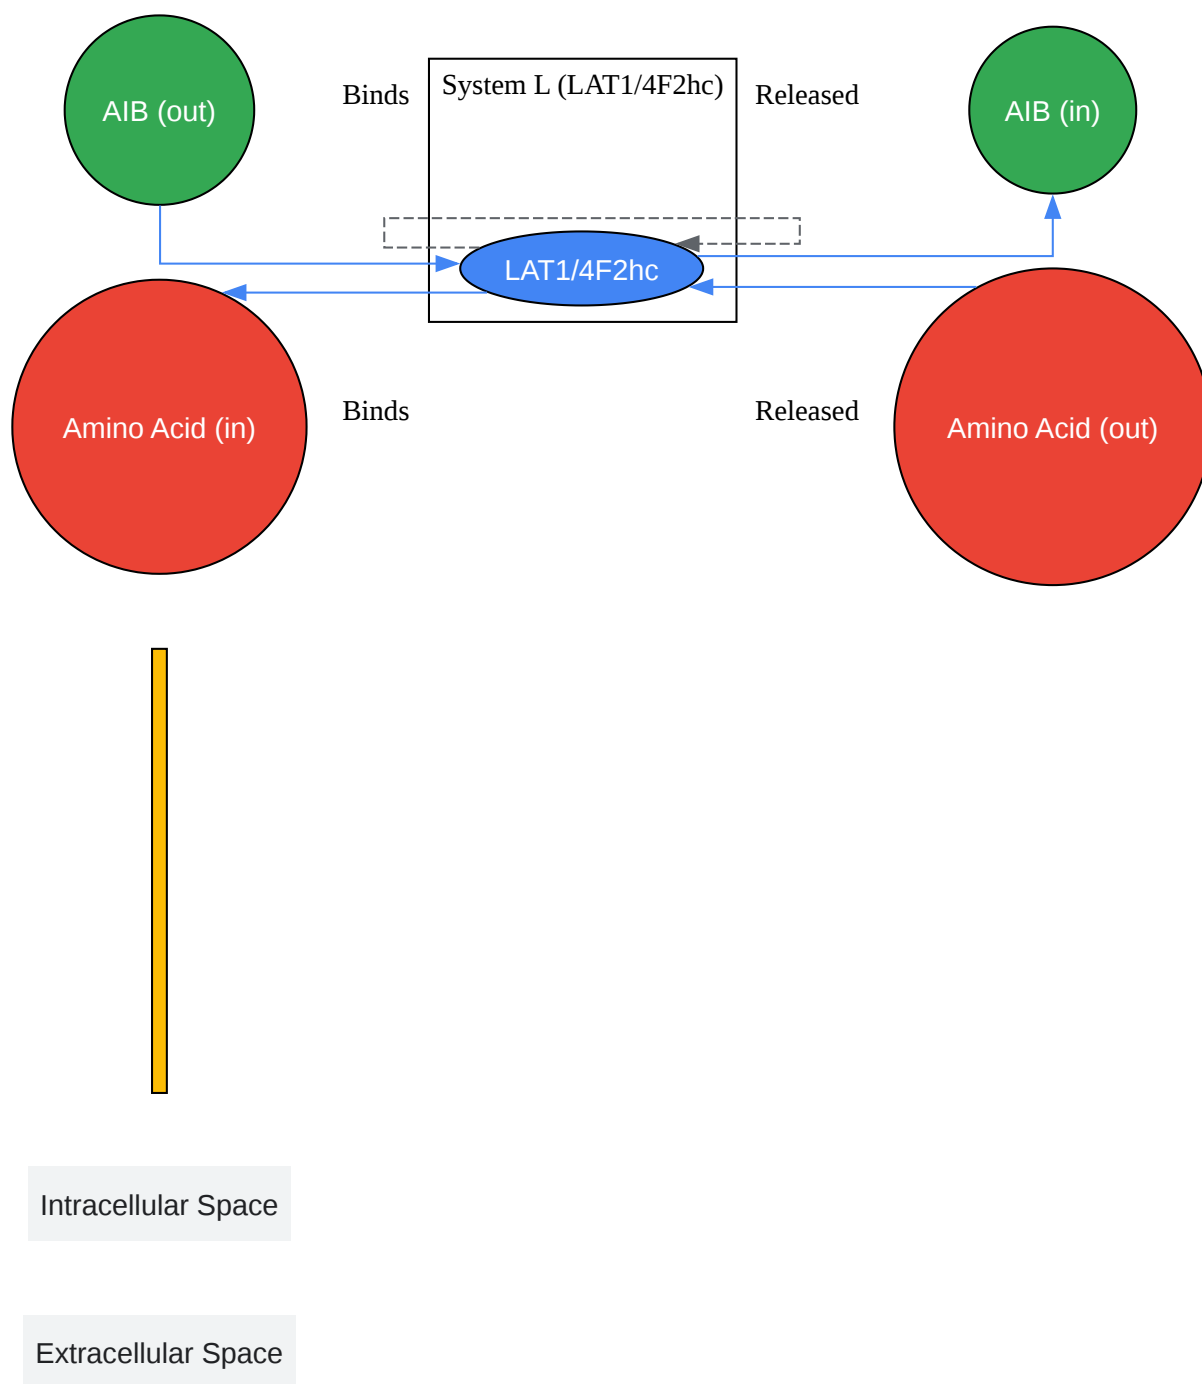 AIB (out)
Binds
System L (LAT1/4F2hc)
Released
AIB (in)
LAT1/4F2hc
Amino Acid (in)
Binds
Released
Amino Acid (out)
Intracellular Space
Extracellular Space